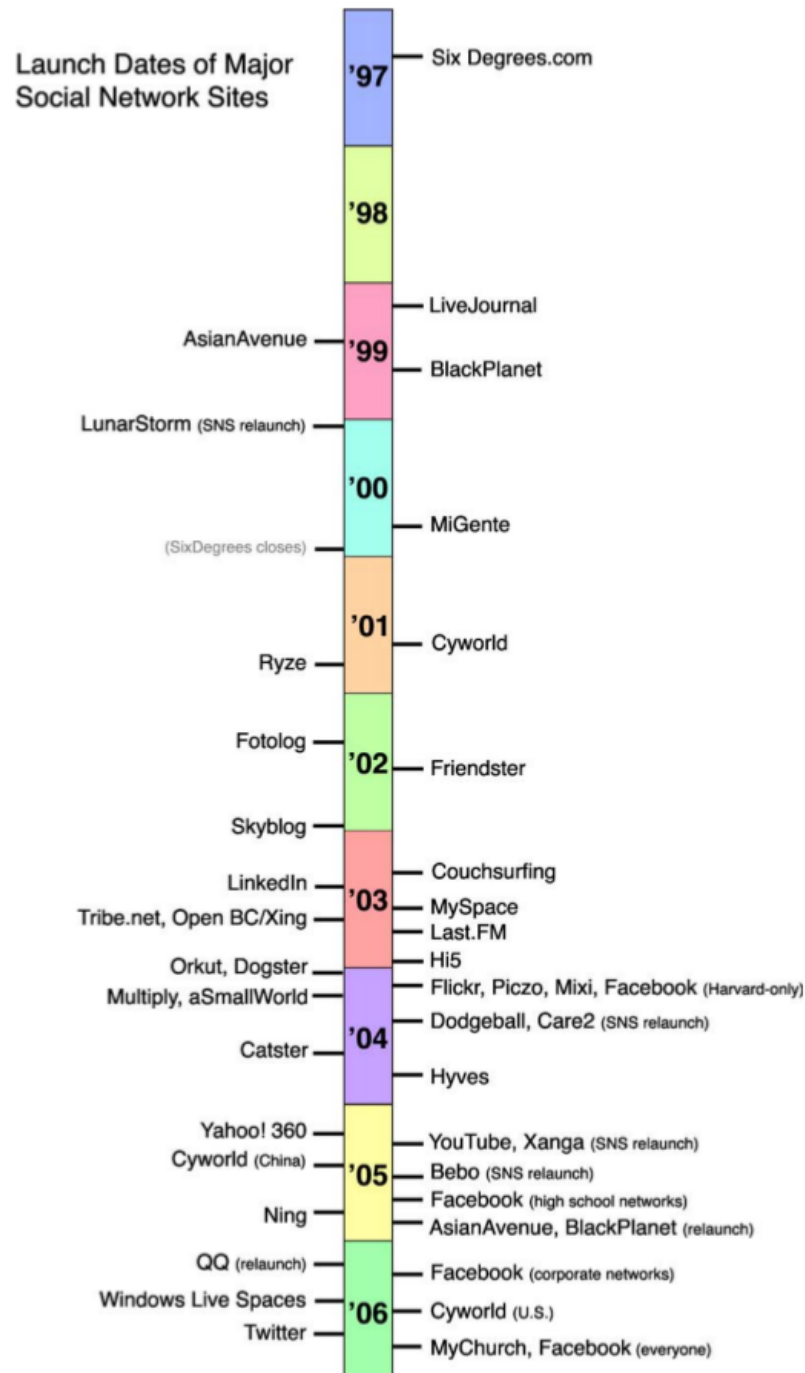 Launch Dates of Major
Social Network Sites
'97
Six Degrees.com
'98
LiveJournal
AsianAvenue
'99
BlackPlanet
LunarStorm (SNS relaunch)
'00
MiGente
(SixDegrees closes)
'01
Cyworld
Ryze
Fotolog
'02
Friendster
Skyblog
Couchsurfing
LinkedIn
'03
MySpace
Tribe.net, Open BC/Xing
Last.FM
Hi5
Orkut, Dogster
Flickr, Piczo, Mixi, Facebook (Harvard-only)
Multiply, aSmallWorld
Dodgeball, Care2 (SNS relaunch)
'04
Catster
Hyves
Yahoo! 360
YouTube, Xanga (SNS relaunch)
Cyworld (China)
'05
Bebo (SNS relaunch)
Facebook (high school networks)
Ning
AsianAvenue, BlackPlanet (relaunch)
QQ (relaunch)
Facebook (corporate networks)
Windows Live Spaces
'06
Cyworld (U.S.)
Twitter
MyChurch, Facebook (everyone)